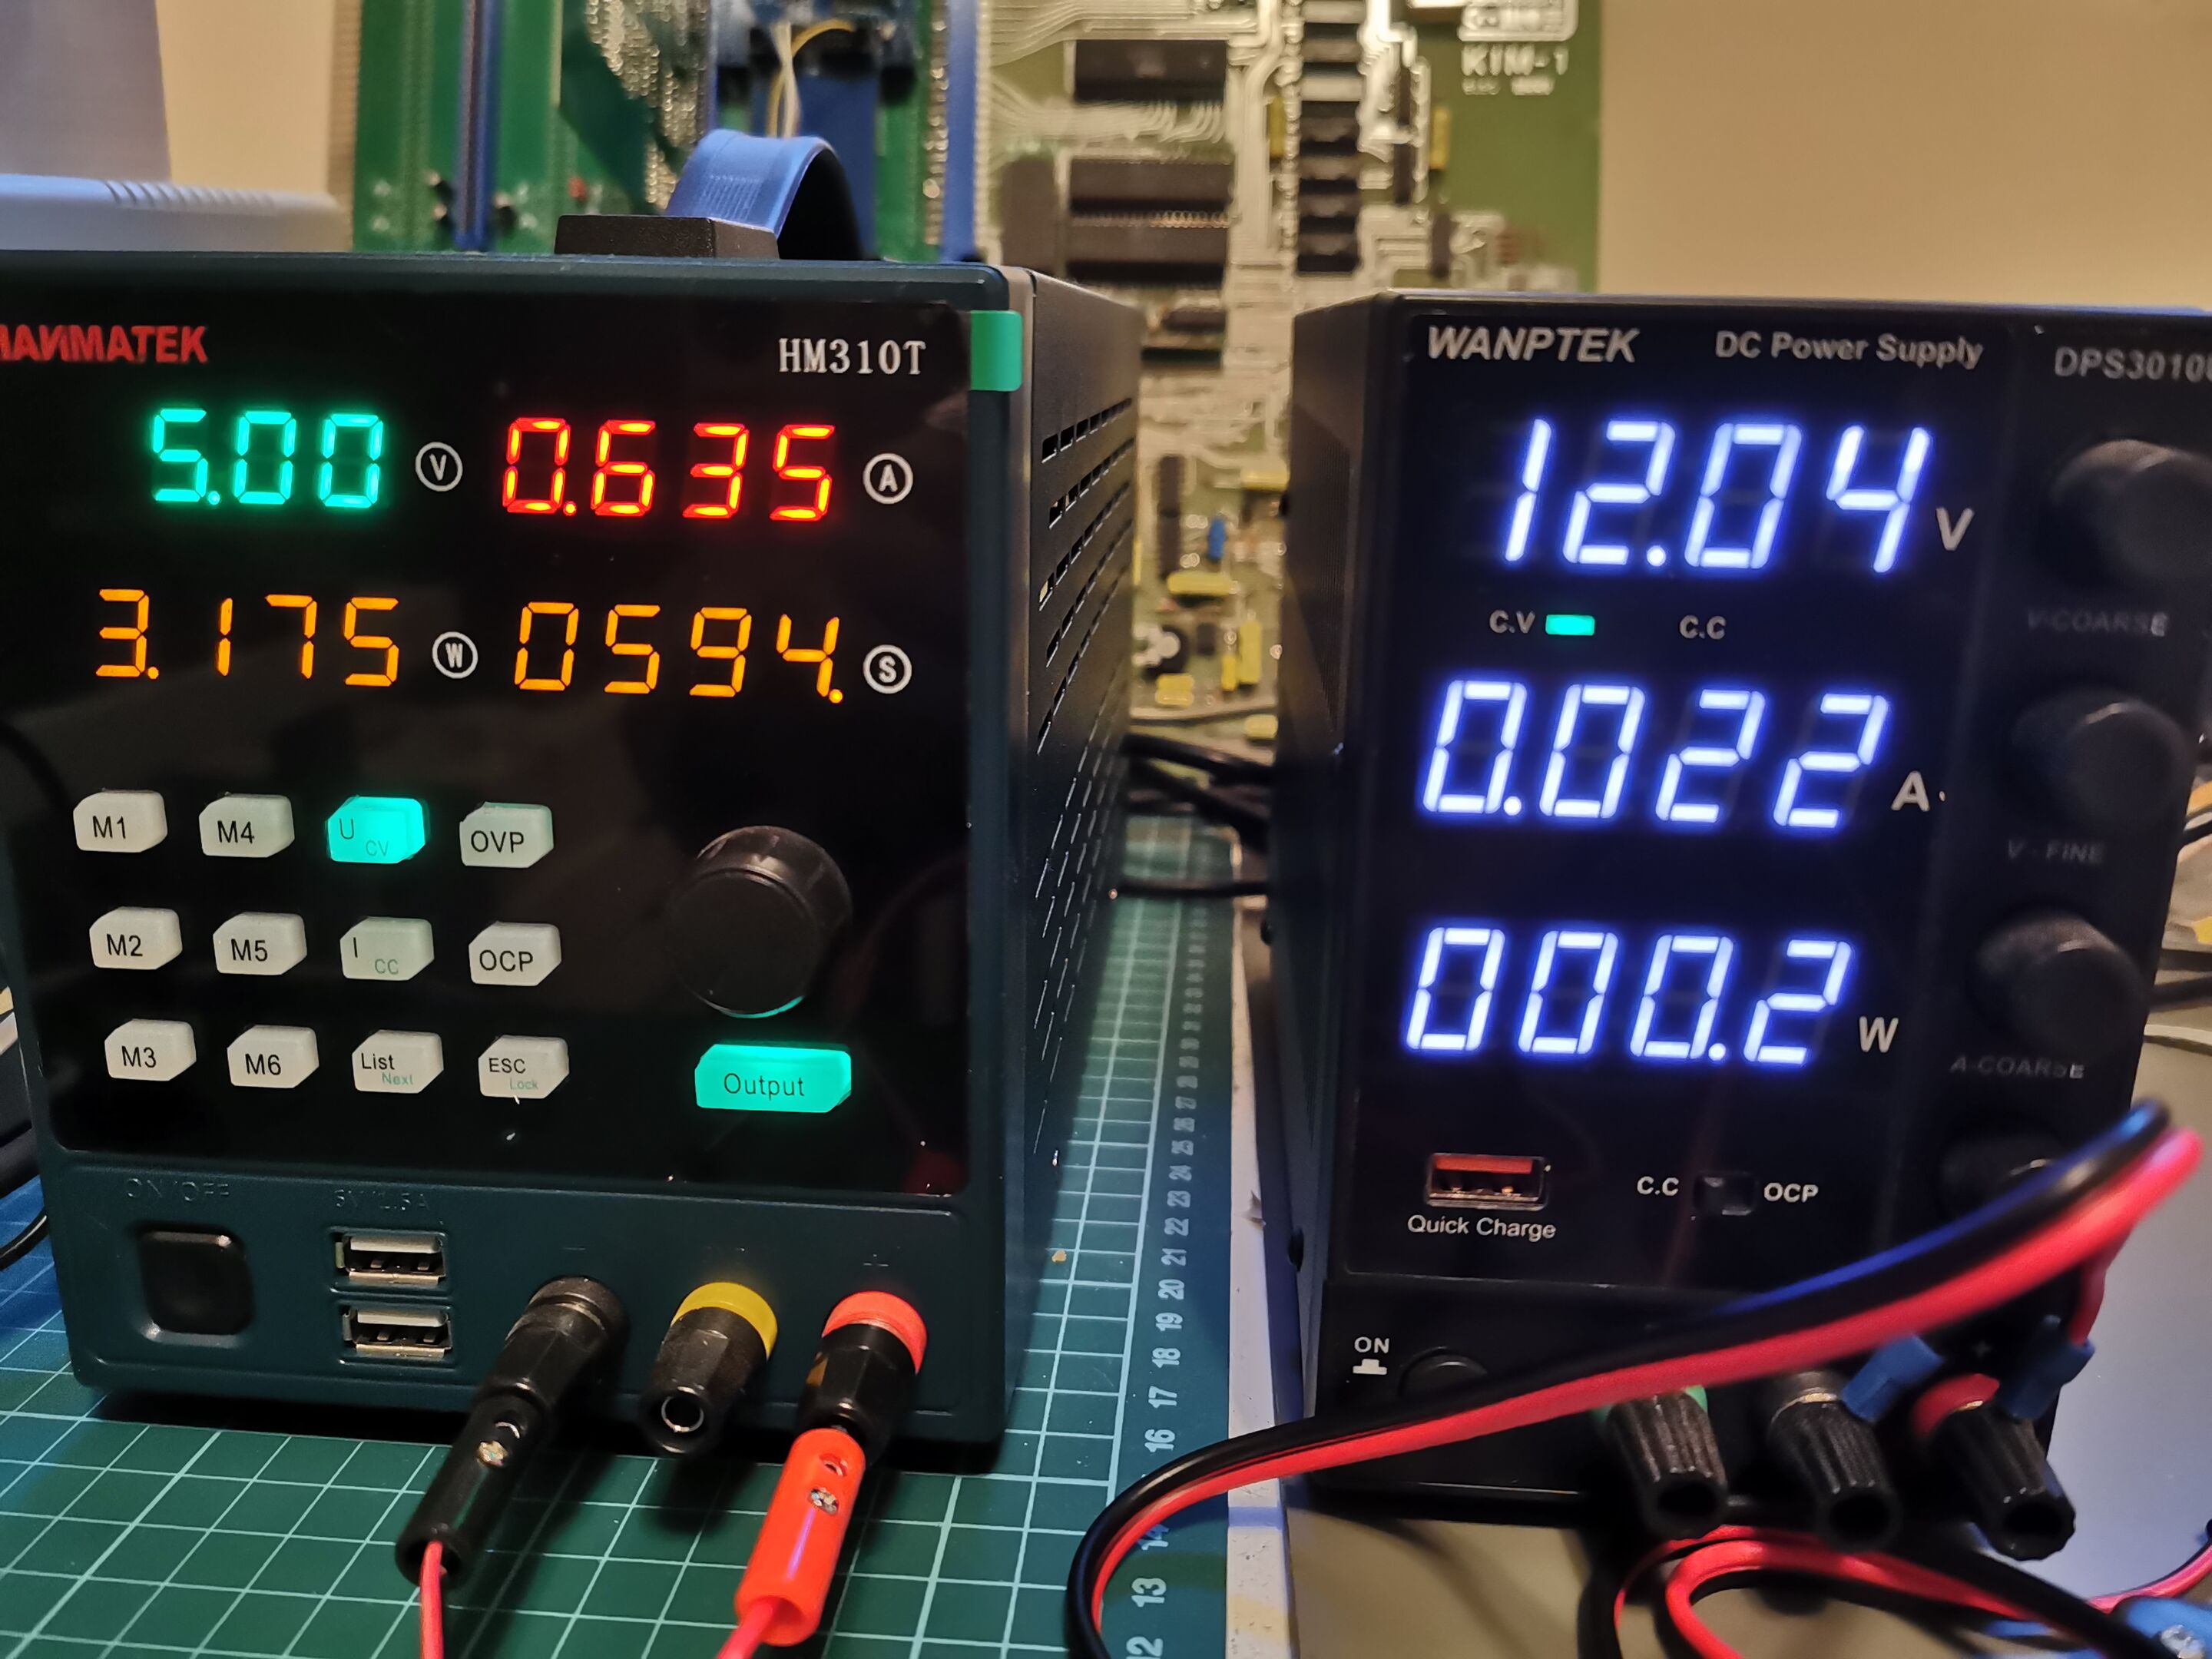 KIM-1
HANMATEK
HM310T
5.00 V 0.635 A
3.175 W 0594. S
M1 M4 U CV OVP
M2 M5 I CC OCP
M3 M6 List Next ESC Lock
Output
ON/OFF
5V/1.5A
- +
WANPTEK DC Power Supply DPS3010U
12.04 V
C.V C.C
V-COARSE
0.022 A
V - FINE
000.2 W
A-COARSE
Quick Charge
C.C OCP
ON
28
27
26
25
24
23
22
21
20
19
18
17
16
14
13
12